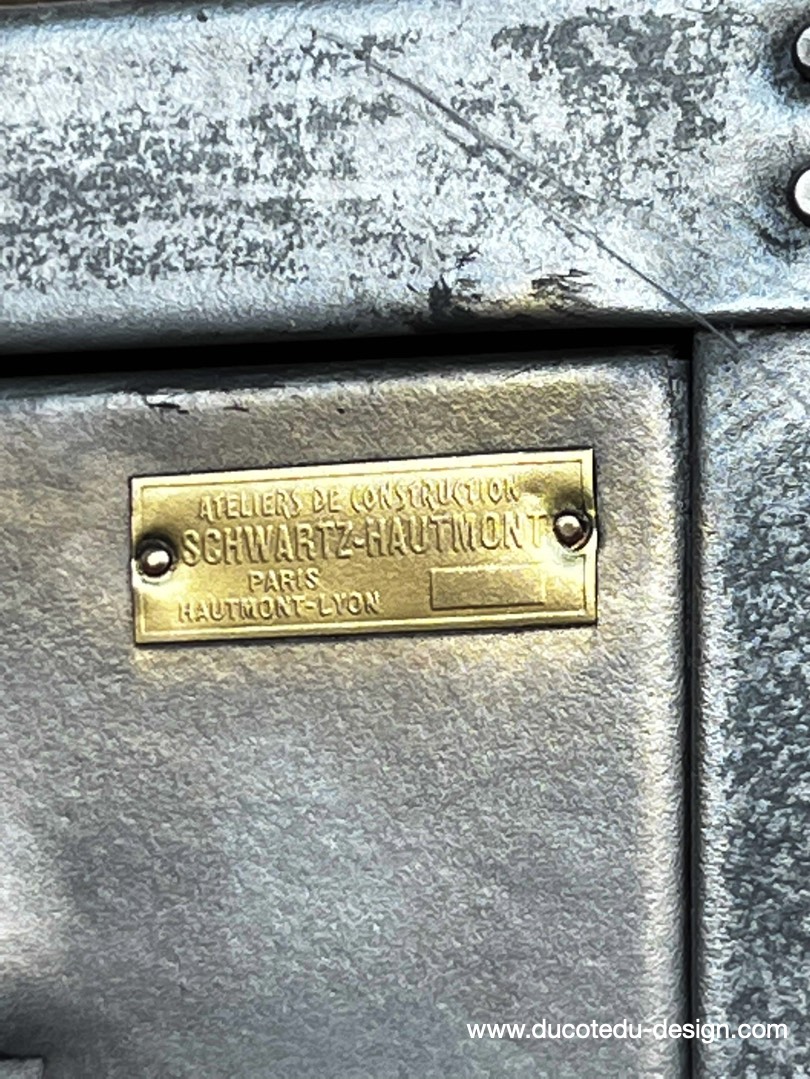 ATELIERS DE CONSTRUCTION
SCHWARTZ-HAUTMONT
PARIS
HAUTMONT-LYON
www.ducotedu-design.com